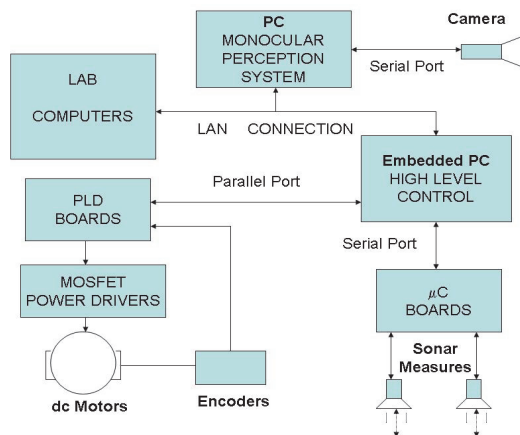 PC
MONOCULAR
PERCEPTION
SYSTEM
Camera
Serial Port
LAB
COMPUTERS
LAN CONNECTION
Embedded PC
HIGH LEVEL
CONTROL
Parallel Port
PLD
BOARDS
Serial Port
MOSFET
POWER DRIVERS
μC
BOARDS
Sonar
Measures
dc Motors
Encoders